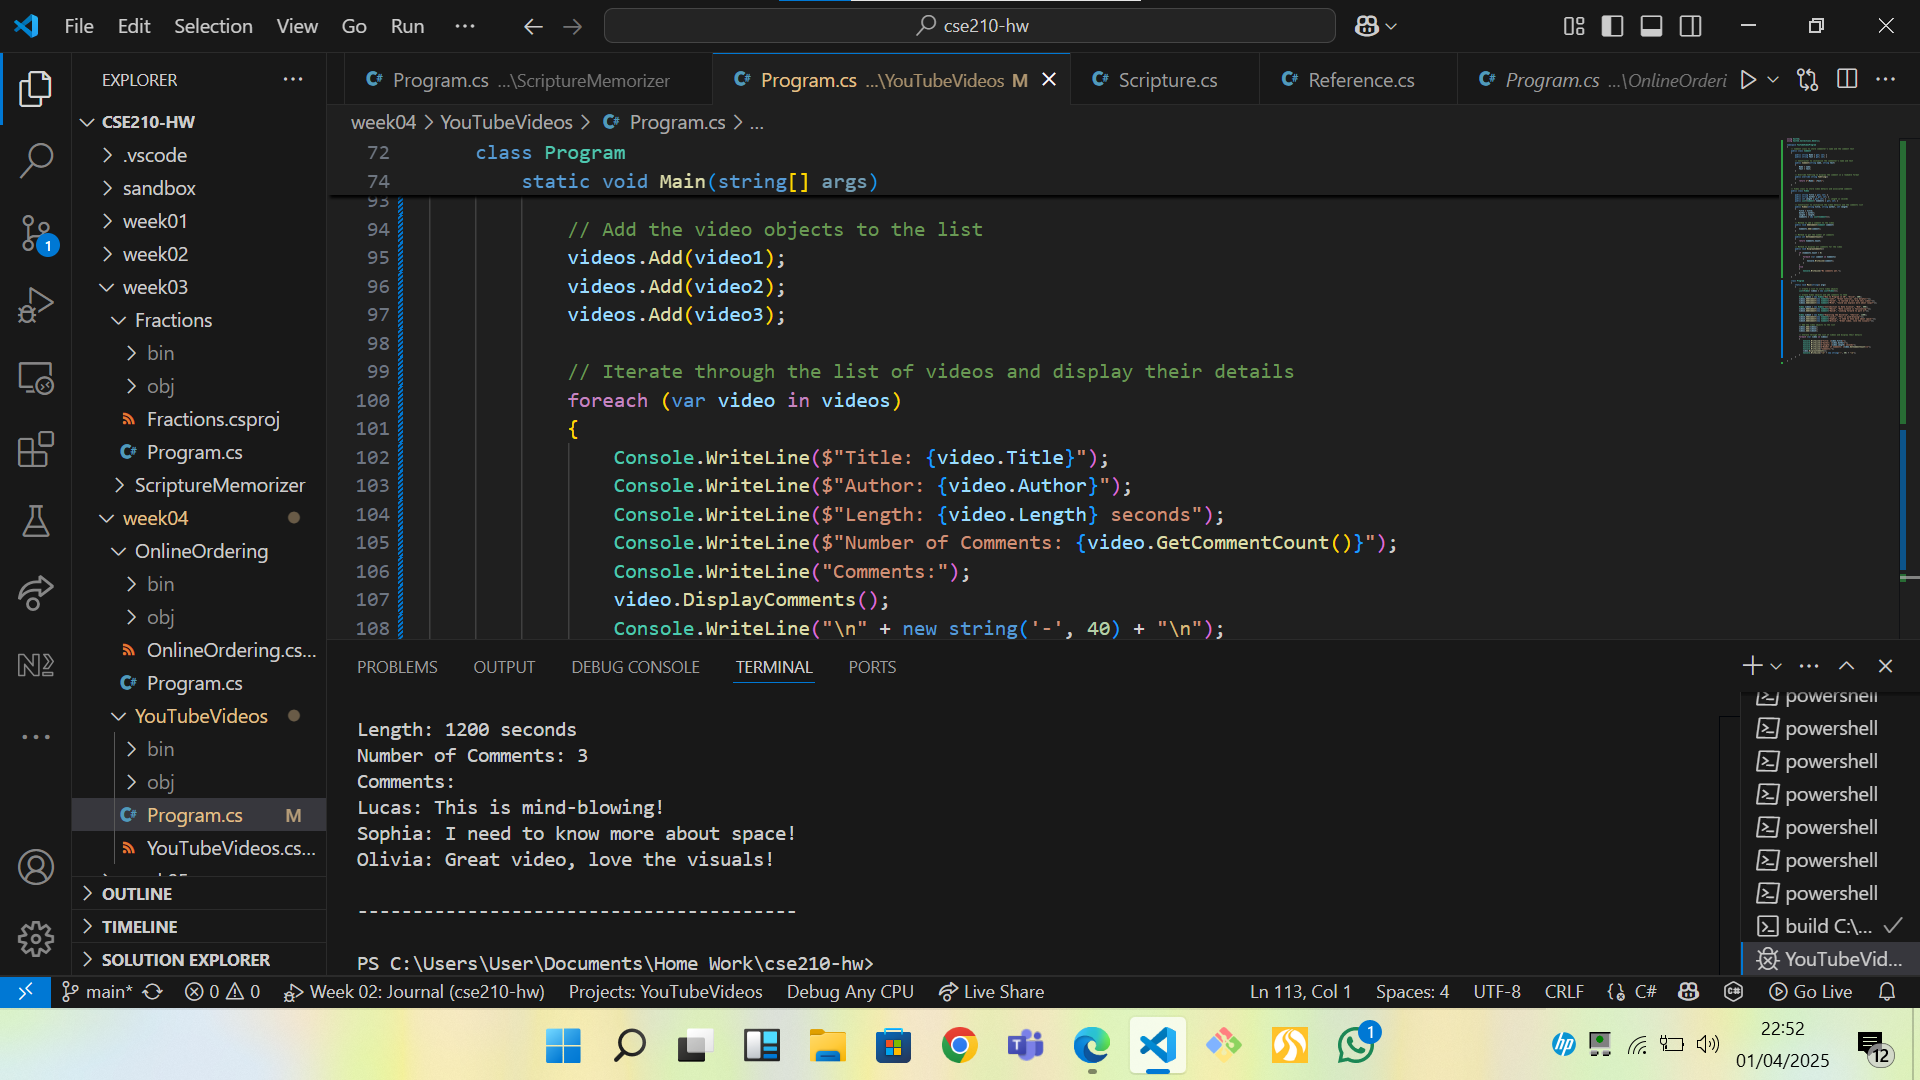 File Edit Selection View Go Run ...
cse210-hw
EXPLORER
CSE210-HW
.vscode
sandbox
week01
week02
week03
Fractions
bin
obj
Fractions.csproj
Program.cs
ScriptureMemorizer
week04
OnlineOrdering
bin
obj
OnlineOrdering.cs...
Program.cs
YouTubeVideos
bin
obj
Program.cs M
YouTubeVideos.cs...
OUTLINE
TIMELINE
SOLUTION EXPLORER
1
Program.cs ...\ScriptureMemorizer
Program.cs ...\YouTubeVideos M
Scripture.cs
Reference.cs
Program.cs ...\OnlineOrderi
week04 > YouTubeVideos > Program.cs > ...
72 class Program
74 static void Main(string[] args)
93
94 // Add the video objects to the list
95 videos.Add(video1);
96 videos.Add(video2);
97 videos.Add(video3);
98
99 // Iterate through the list of videos and display their details
100 foreach (var video in videos)
101 {
102 Console.WriteLine($"Title: {video.Title}");
103 Console.WriteLine($"Author: {video.Author}");
104 Console.WriteLine($"Length: {video.Length} seconds");
105 Console.WriteLine($"Number of Comments: {video.GetCommentCount()}");
106 Console.WriteLine("Comments:");
107 video.DisplayComments();
108 Console.WriteLine("\n" + new string('-', 40) + "\n");
PROBLEMS OUTPUT DEBUG CONSOLE TERMINAL PORTS
Length: 1200 seconds
Number of Comments: 3
Comments:
Lucas: This is mind-blowing!
Sophia: I need to know more about space!
Olivia: Great video, love the visuals!
----------------------------------------
PS C:\Users\User\Documents\Home Work\cse210-hw>
powershell
powershell
powershell
powershell
powershell
powershell
powershell
build C:\...
YouTubeVid...
main* 0 0 Week 02: Journal (cse210-hw) Projects: YouTubeVideos Debug Any CPU Live Share
Ln 113, Col 1 Spaces: 4 UTF-8 CRLF C# Go Live
1
22:52
01/04/2025
12